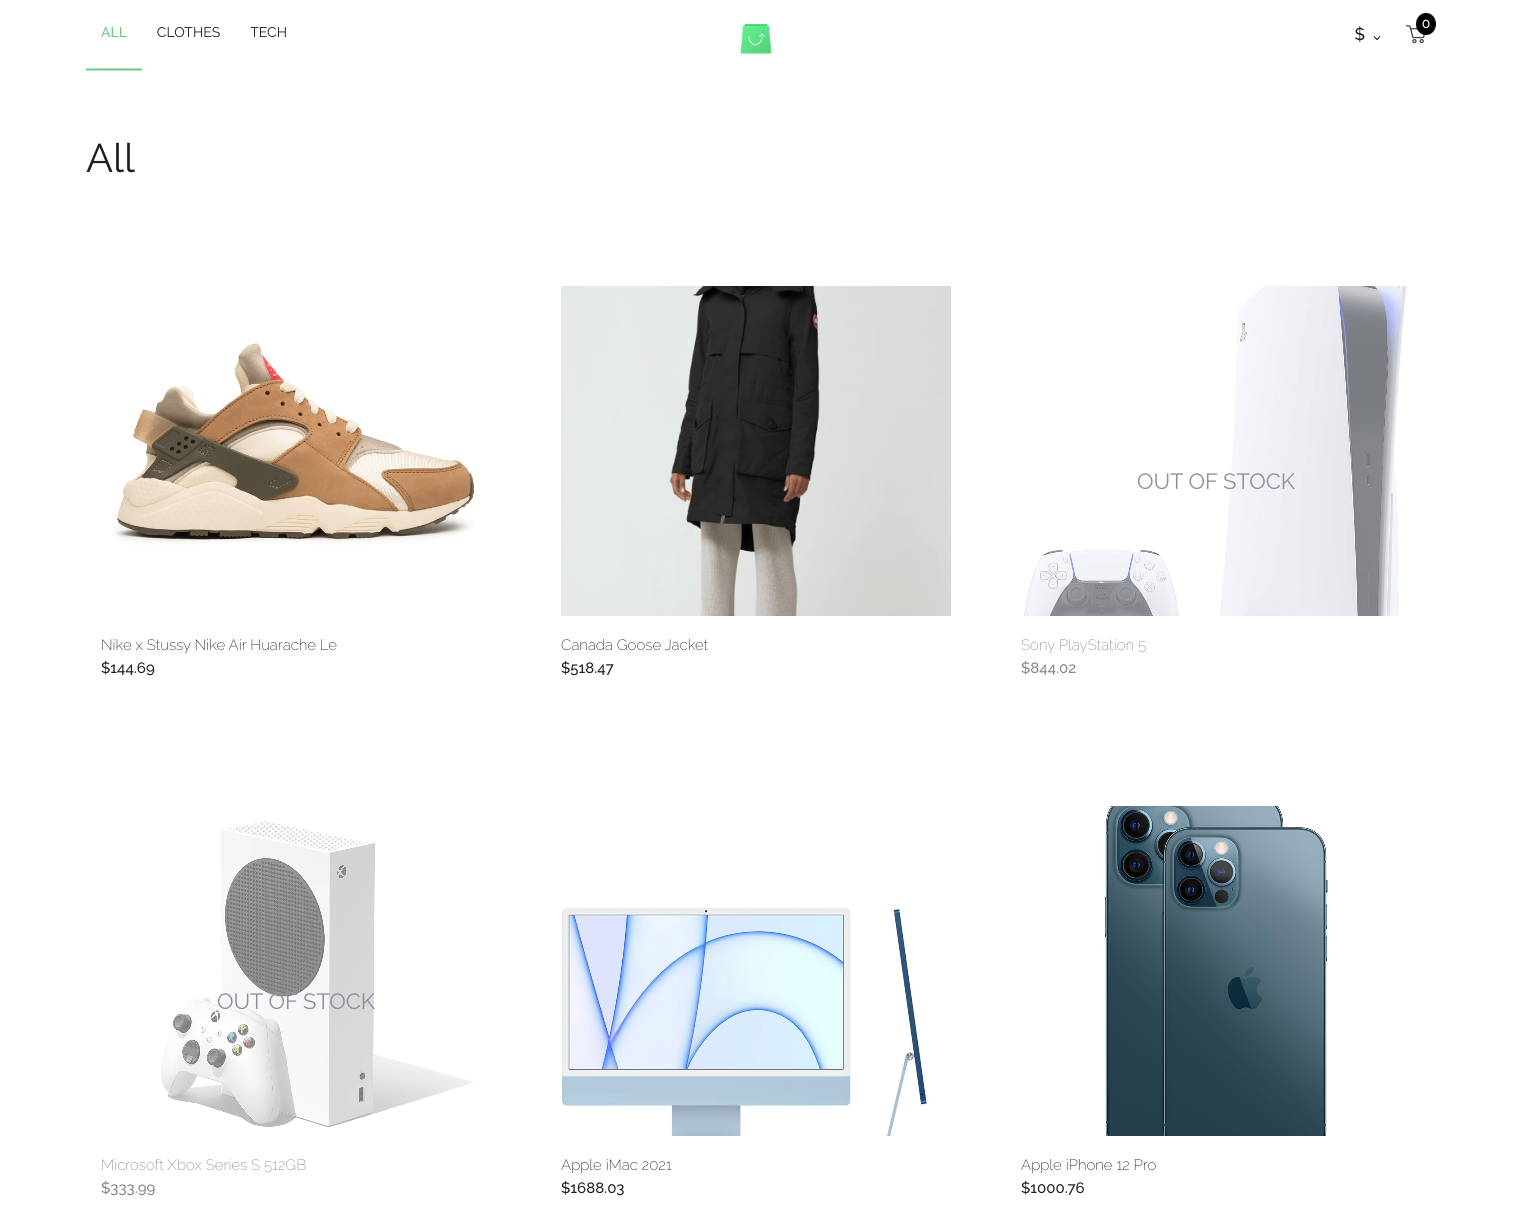 ALL CLOTHES TECH $ 0
All
OUT OF STOCK
Nike x Stussy Nike Air Huarache Le
$144.69
Canada Goose Jacket
$518.47
Sony PlayStation 5
$844.02
OUT OF STOCK
Microsoft Xbox Series S 512GB
$333.99
Apple iMac 2021
$1688.03
Apple iPhone 12 Pro
$1000.76